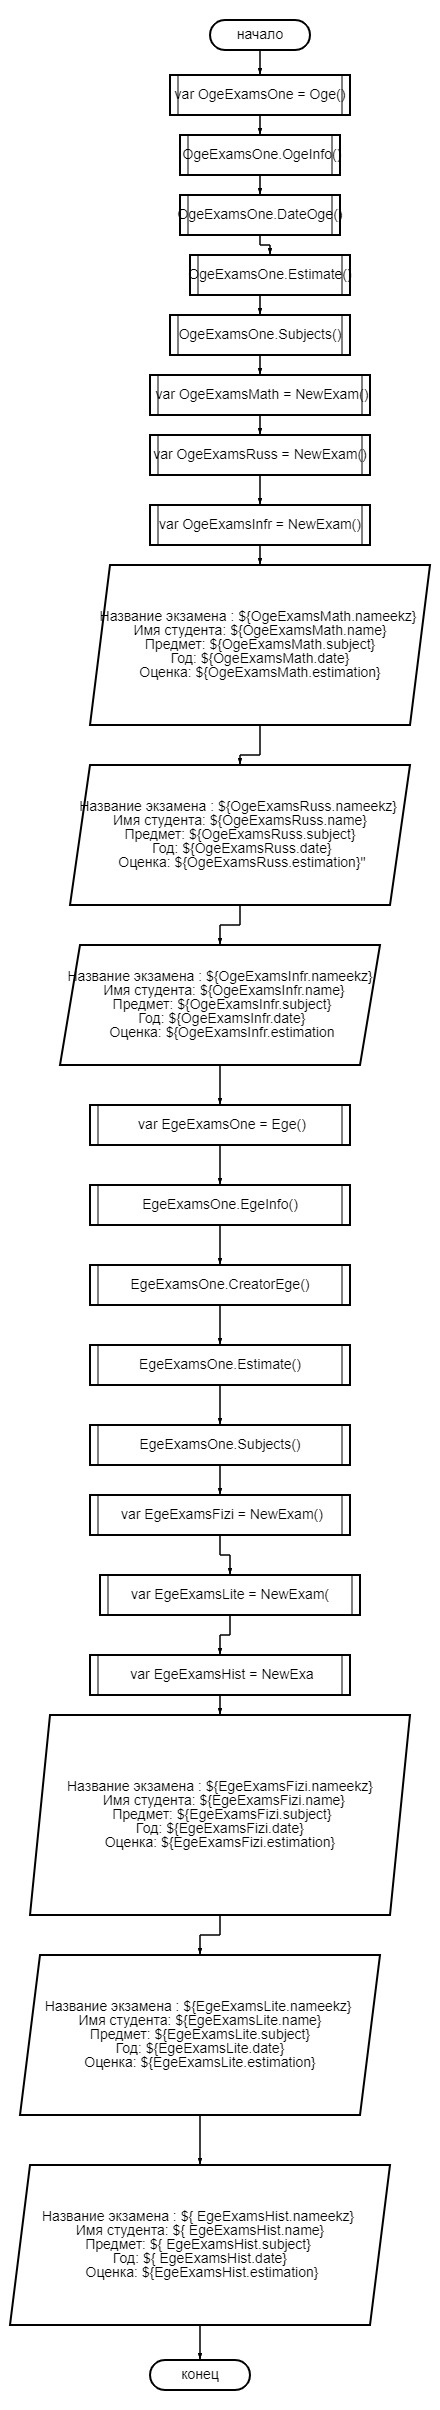 начало
var OgeExamsOne = Oge()
OgeExamsOne.OgeInfo()
OgeExamsOne.DateOge()
OgeExamsOne.Estimate()
OgeExamsOne.Subjects()
var OgeExamsMath = NewExam()
var OgeExamsRuss = NewExam()
var OgeExamsInfr = NewExam()
Название экзамена : ${OgeExamsMath.nameekz}
Имя студента: ${OgeExamsMath.name}
Предмет: ${OgeExamsMath.subject}
Год: ${OgeExamsMath.date}
Оценка: ${OgeExamsMath.estimation}
Название экзамена : ${OgeExamsRuss.nameekz}
Имя студента: ${OgeExamsRuss.name}
Предмет: ${OgeExamsRuss.subject}
Год: ${OgeExamsRuss.date}
Оценка: ${OgeExamsRuss.estimation}"
Название экзамена : ${OgeExamsInfr.nameekz}
Имя студента: ${OgeExamsInfr.name}
Предмет: ${OgeExamsInfr.subject}
Год: ${OgeExamsInfr.date}
Оценка: ${OgeExamsInfr.estimation
var EgeExamsOne = Ege()
EgeExamsOne.EgeInfo()
EgeExamsOne.CreatorEge()
EgeExamsOne.Estimate()
EgeExamsOne.Subjects()
var EgeExamsFizi = NewExam()
var EgeExamsLite = NewExam(
var EgeExamsHist = NewExa
Название экзамена : ${EgeExamsFizi.nameekz}
Имя студента: ${EgeExamsFizi.name}
Предмет: ${EgeExamsFizi.subject}
Год: ${EgeExamsFizi.date}
Оценка: ${EgeExamsFizi.estimation}
Название экзамена : ${EgeExamsLite.nameekz}
Имя студента: ${EgeExamsLite.name}
Предмет: ${EgeExamsLite.subject}
Год: ${EgeExamsLite.date}
Оценка: ${EgeExamsLite.estimation}
Название экзамена : ${ EgeExamsHist.nameekz}
Имя студента: ${ EgeExamsHist.name}
Предмет: ${ EgeExamsHist.subject}
Год: ${ EgeExamsHist.date}
Оценка: ${EgeExamsHist.estimation}
конец